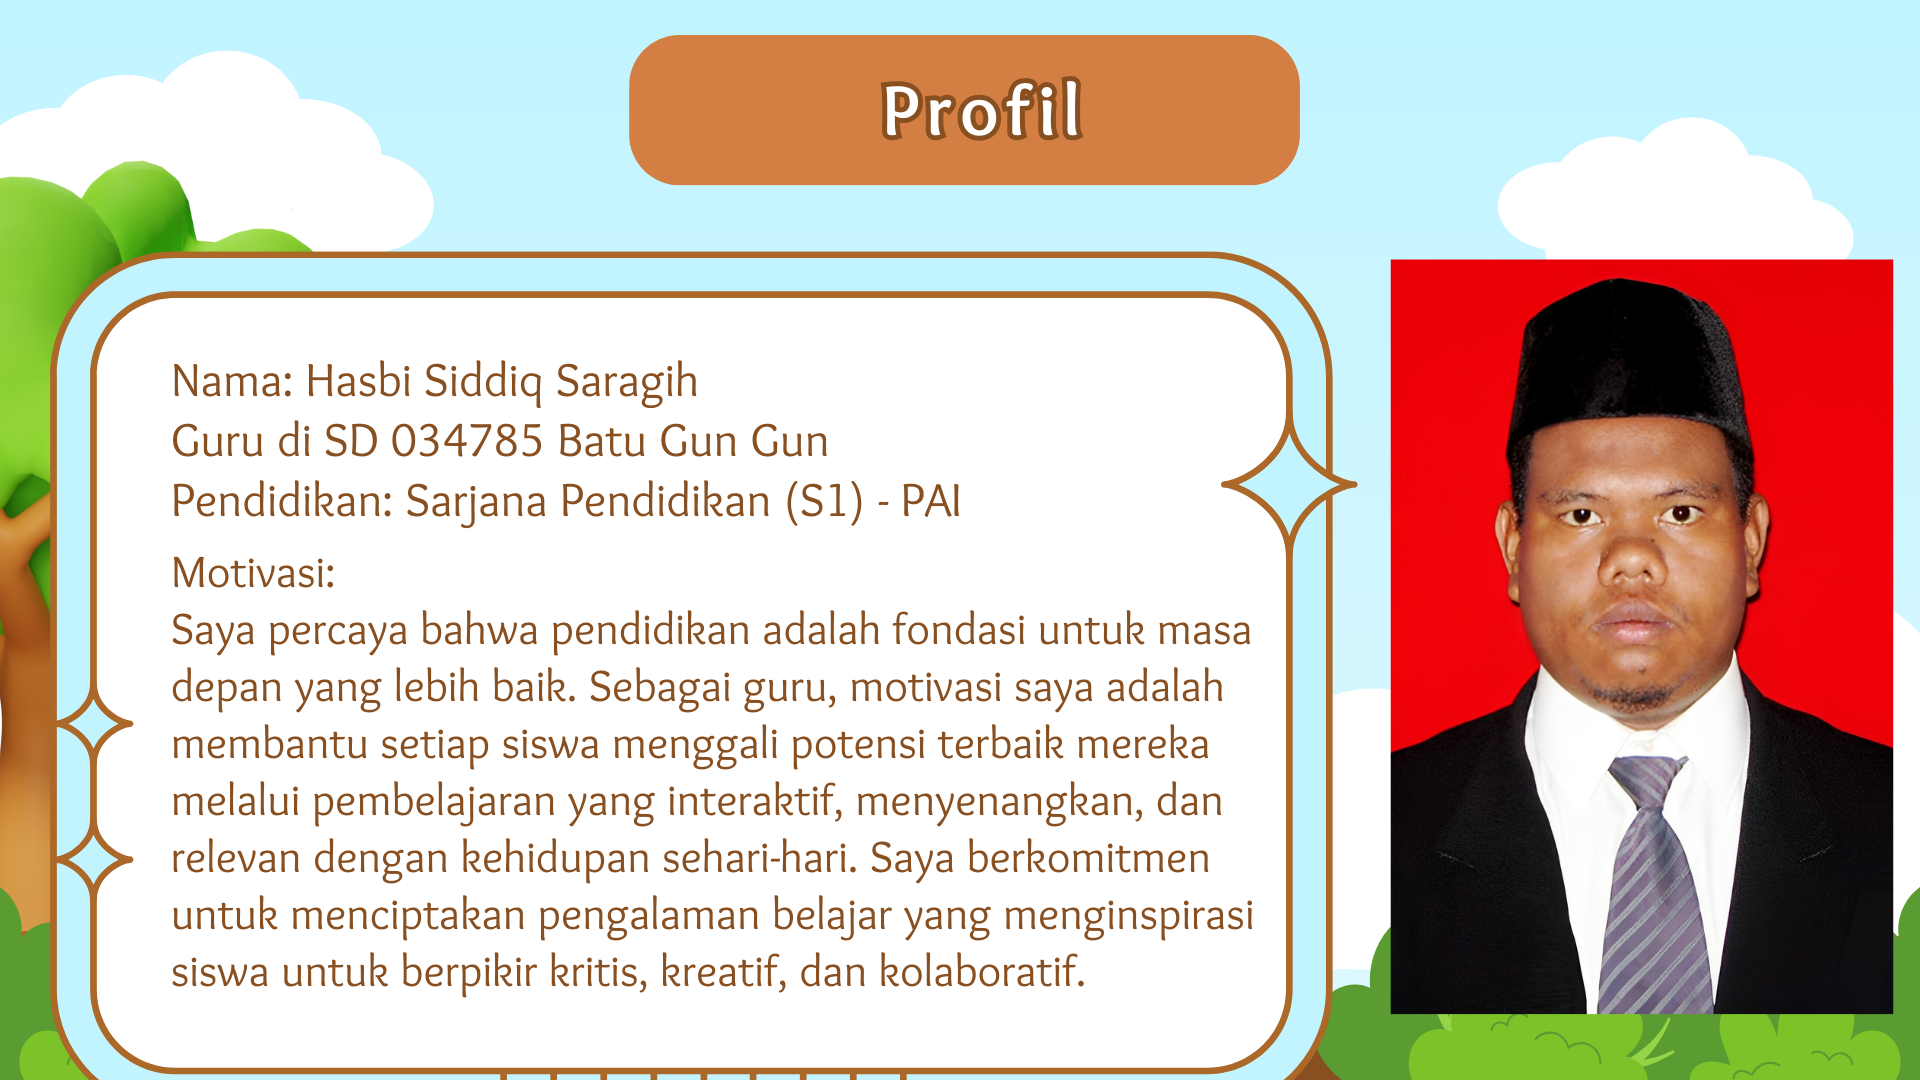 Profil
Nama: Hasbi Siddiq Saragih
Guru di SD 034785 Batu Gun Gun
Pendidikan: Sarjana Pendidikan (S1) - PAI
Motivasi:
Saya percaya bahwa pendidikan adalah fondasi untuk masa
depan yang lebih baik. Sebagai guru, motivasi saya adalah
membantu setiap siswa menggali potensi terbaik mereka
melalui pembelajaran yang interaktif, menyenangkan, dan
relevan dengan kehidupan sehari-hari. Saya berkomitmen
untuk menciptakan pengalaman belajar yang menginspirasi
siswa untuk berpikir kritis, kreatif, dan kolaboratif.